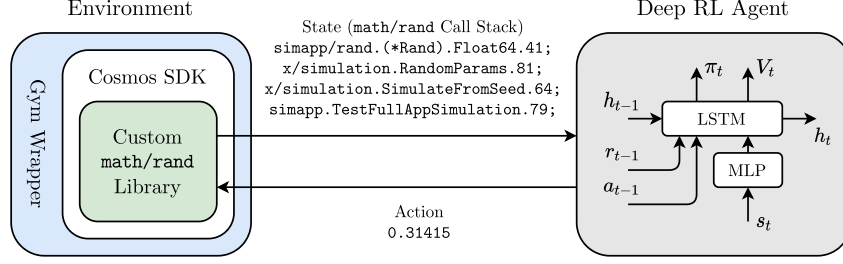 Environment
Gym Wrapper
Cosmos SDK
Custom
math/rand
Library
State (math/rand Call Stack)
simapp/rand.(*Rand).Float64.41;
x/simulation.RandomParams.81;
x/simulation.SimulateFromSeed.64;
simapp.TestFullAppSimulation.79;
Action
0.31415
Deep RL Agent
π_t
V_t
h_{t−1}
LSTM
h_t
r_{t−1}
a_{t−1}
MLP
s_t